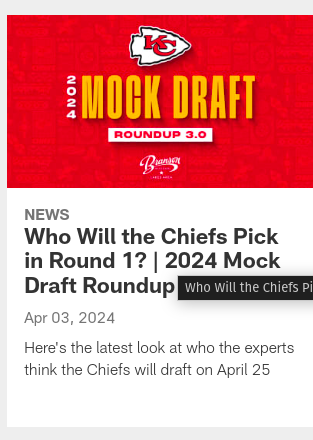 KC
2024
MOCK DRAFT
ROUNDUP 3.0
Branson
NEWS
Who Will the Chiefs Pick
in Round 1? | 2024 Mock
Draft Roundup
Who Will the Chiefs Pi
Apr 03, 2024
Here's the latest look at who the experts
think the Chiefs will draft on April 25